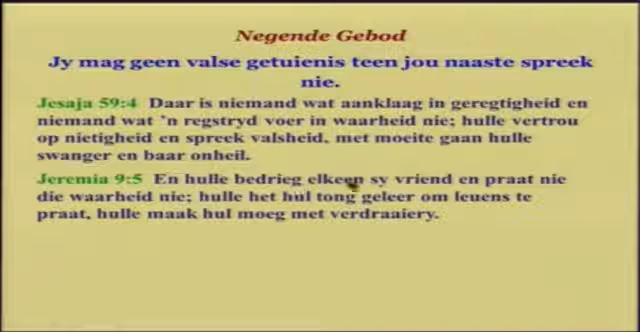 Negende Gebod
Jy mag geen valse getuienis teen jou naaste spreek
nie.
Jesaja 59:4 Daar is niemand wat aanklaag in geregtigheid en
niemand wat 'n regstryd voer in waarheid nie; hulle vertrou
op nietigheid en spreek valsheid, met moeite gaan hulle
swanger en baar onheil.
Jeremia 9:5 En hulle bedrieg elkeen sy vriend en praat nie
die waarheid nie; hulle het hul tong geleer om leuens te
praat, hulle maak hul moeg met verdraaiery.